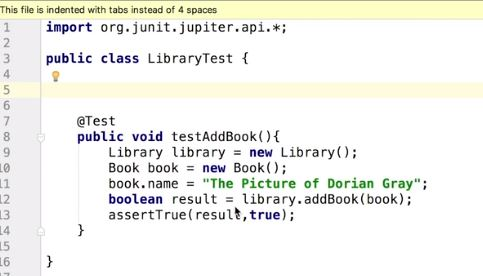 This file is indented with tabs instead of 4 spaces
1 import org.junit.jupiter.api.*;
2
3 public class LibraryTest {
4
5
6
7 @Test
8 public void testAddBook(){
9 Library library = new Library();
10 Book book = new Book();
11 book.name = "The Picture of Dorian Gray";
12 boolean result = library.addBook(book);
13 assertTrue(result,true);
14 }
15
16 }